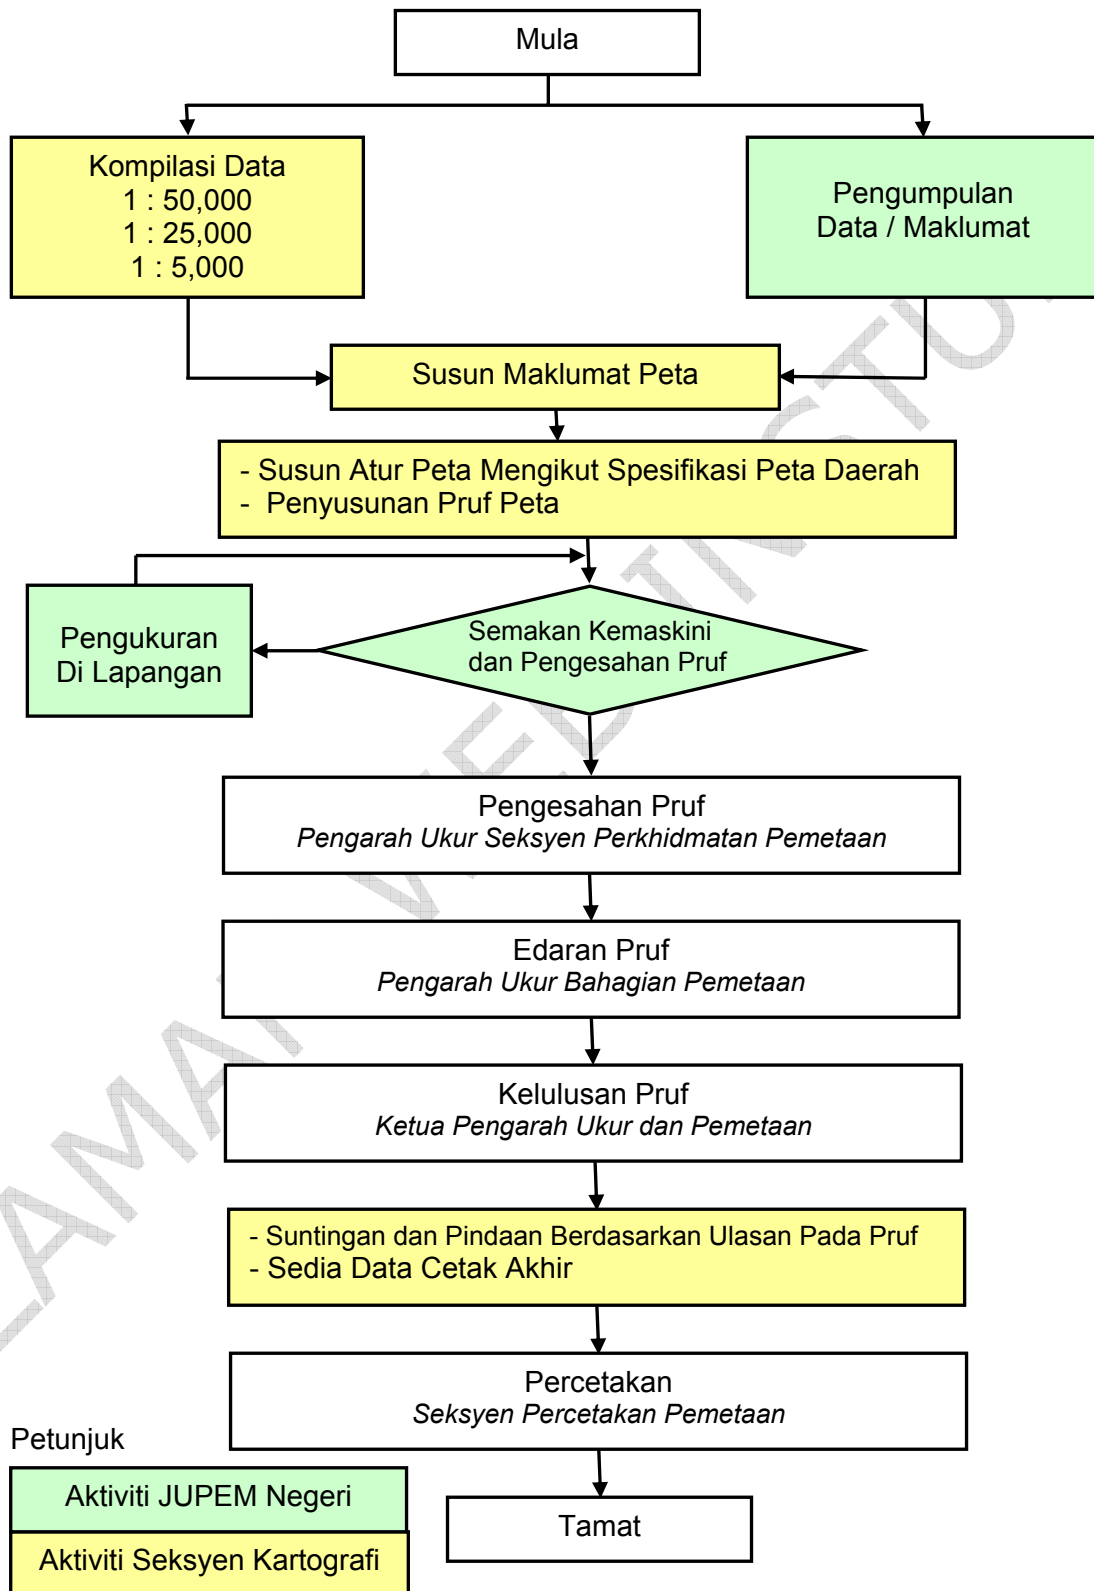 Mula
Kompilasi Data
1 : 50,000
1 : 25,000
1 : 5,000
Pengumpulan
Data / Maklumat
Susun Maklumat Peta
- Susun Atur Peta Mengikut Spesifikasi Peta Daerah
- Penyusunan Pruf Peta
Pengukuran
Di Lapangan
Semakan Kemaskini
dan Pengesahan Pruf
Pengesahan Pruf
Pengarah Ukur Seksyen Perkhidmatan Pemetaan
Edaran Pruf
Pengarah Ukur Bahagian Pemetaan
Kelulusan Pruf
Ketua Pengarah Ukur dan Pemetaan
- Suntingan dan Pindaan Berdasarkan Ulasan Pada Pruf
- Sedia Data Cetak Akhir
Percetakan
Seksyen Percetakan Pemetaan
Tamat
Petunjuk
Aktiviti JUPEM Negeri
Aktiviti Seksyen Kartografi